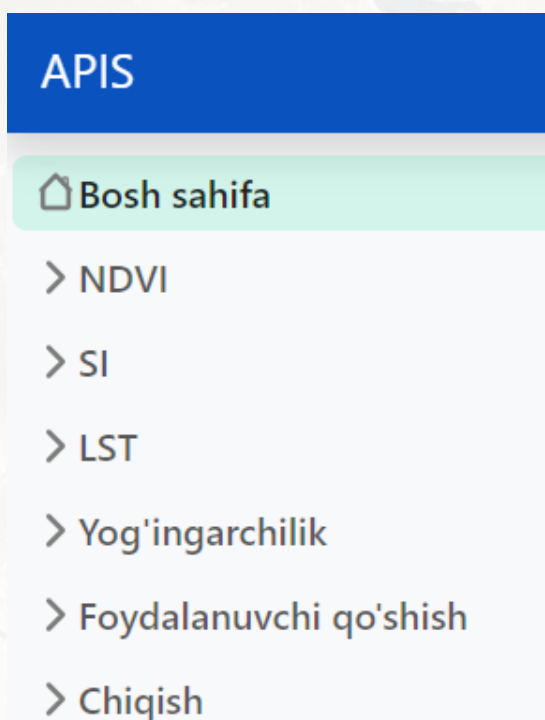 APIS
Bosh sahifa
NDVI
SI
LST
Yog'ingarchilik
Foydalanuvchi qo'shish
Chiqish